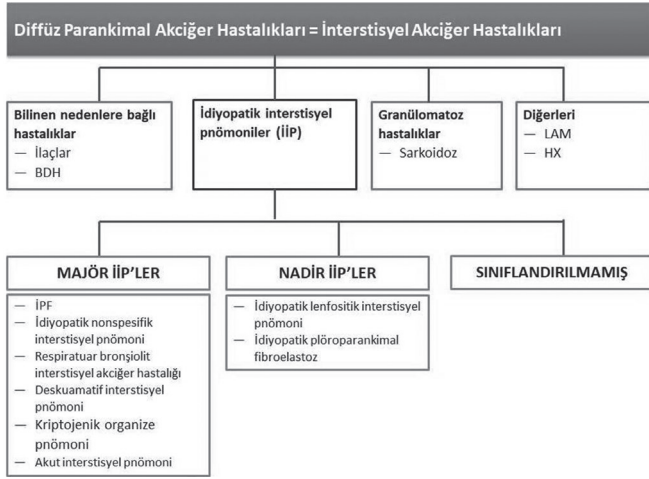 Diffüz Parankimal Akciğer Hastalıkları = İnterstisyel Akciğer Hastalıkları
Bilinen nedenlere bağlı
hastalıklar
— İlaçlar
— BDH
İdiyopatik interstisyel
pnömoniler (İİP)
Granülomatoz
hastalıklar
— Sarkoidoz
Diğerleri
— LAM
— HX
MAJÖR İİP'LER
— İPF
— İdiyopatik nonspesifik
interstisyel pnömoni
— Respiratuar bronşiolit
interstisyel akciğer hastalığı
— Deskuamatif interstisyel
pnömoni
— Kriptojenik organize
pnömoni
— Akut interstisyel pnömoni
NADİR İİP'LER
— İdiyopatik lenfositik interstisyel
pnömoni
— İdiyopatik plöroparankimal
fibroelastoz
SINIFLANDIRILMAMIŞ